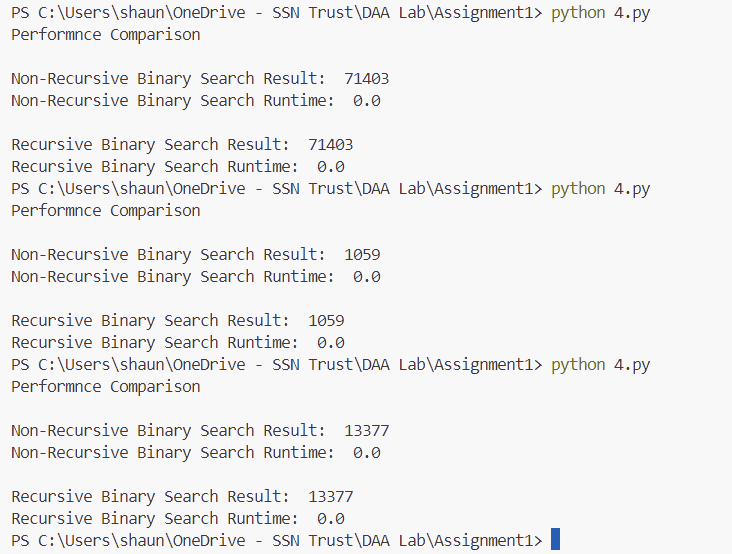 PS C:\Users\shaun\OneDrive - SSN Trust\DAA Lab\Assignment1> python 4.py
Performnce Comparison
Non-Recursive Binary Search Result:  71403
Non-Recursive Binary Search Runtime:  0.0
Recursive Binary Search Result:  71403
Recursive Binary Search Runtime:  0.0
PS C:\Users\shaun\OneDrive - SSN Trust\DAA Lab\Assignment1> python 4.py
Performnce Comparison
Non-Recursive Binary Search Result:  1059
Non-Recursive Binary Search Runtime:  0.0
Recursive Binary Search Result:  1059
Recursive Binary Search Runtime:  0.0
PS C:\Users\shaun\OneDrive - SSN Trust\DAA Lab\Assignment1> python 4.py
Performnce Comparison
Non-Recursive Binary Search Result:  13377
Non-Recursive Binary Search Runtime:  0.0
Recursive Binary Search Result:  13377
Recursive Binary Search Runtime:  0.0
PS C:\Users\shaun\OneDrive - SSN Trust\DAA Lab\Assignment1>